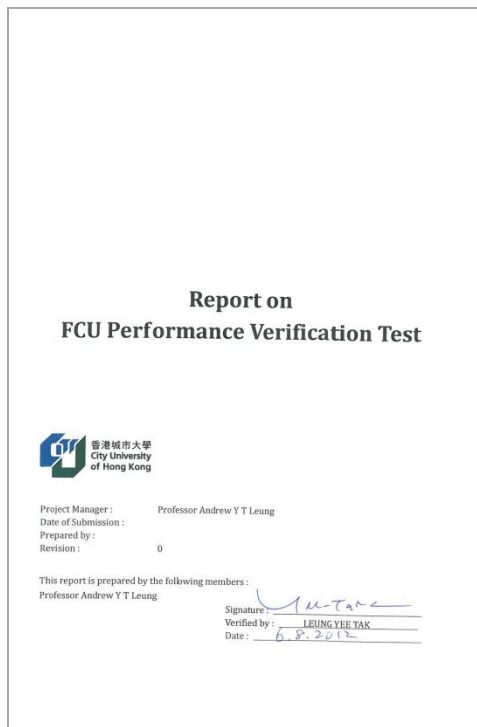 Report on
FCU Performance Verification Test
香港城市大學
City University
of Hong Kong
Project Manager : Professor Andrew Y T Leung
Date of Submission :
Prepared by :
Revision : 0
This report is prepared by the following members :
Professor Andrew Y T Leung
Signature :
Verified by : LEUNG YEE TAK
Date : 6.8.2012